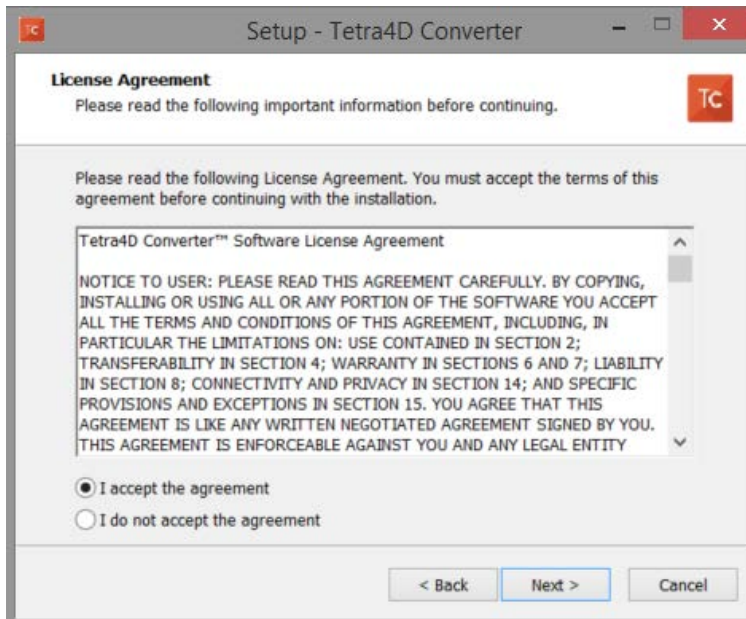 TC
Setup - Tetra4D Converter
License Agreement
Please read the following important information before continuing.
TC
Please read the following License Agreement. You must accept the terms of this
agreement before continuing with the installation.
Tetra4D Converter™ Software License Agreement
NOTICE TO USER: PLEASE READ THIS AGREEMENT CAREFULLY. BY COPYING,
INSTALLING OR USING ALL OR ANY PORTION OF THE SOFTWARE YOU ACCEPT
ALL THE TERMS AND CONDITIONS OF THIS AGREEMENT, INCLUDING, IN
PARTICULAR THE LIMITATIONS ON: USE CONTAINED IN SECTION 2;
TRANSFERABILITY IN SECTION 4; WARRANTY IN SECTIONS 6 AND 7; LIABILITY
IN SECTION 8; CONNECTIVITY AND PRIVACY IN SECTION 14; AND SPECIFIC
PROVISIONS AND EXCEPTIONS IN SECTION 15. YOU AGREE THAT THIS
AGREEMENT IS LIKE ANY WRITTEN NEGOTIATED AGREEMENT SIGNED BY YOU.
THIS AGREEMENT IS ENFORCEABLE AGAINST YOU AND ANY LEGAL ENTITY
I accept the agreement
I do not accept the agreement
< Back Next > Cancel